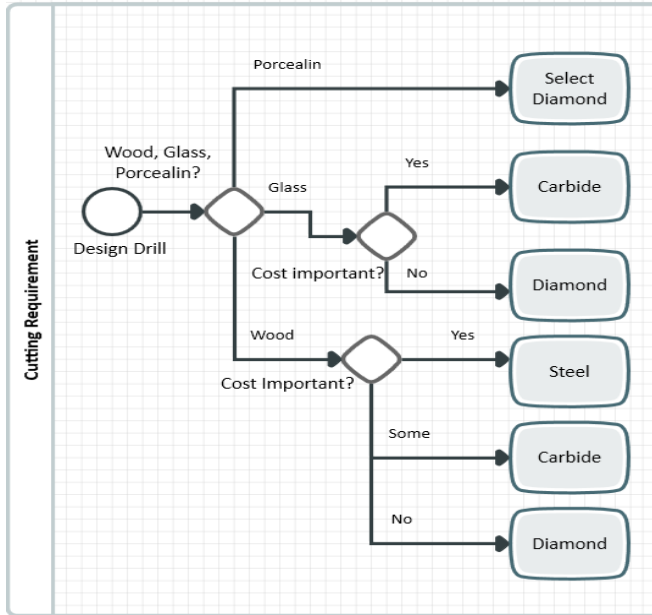 Cutting Requirement
Porcealin
Select
Diamond
Wood, Glass,
Porcealin?
Design Drill
Glass
Yes
Carbide
Cost important?
No
Diamond
Wood
Cost Important?
Yes
Steel
Some
Carbide
No
Diamond